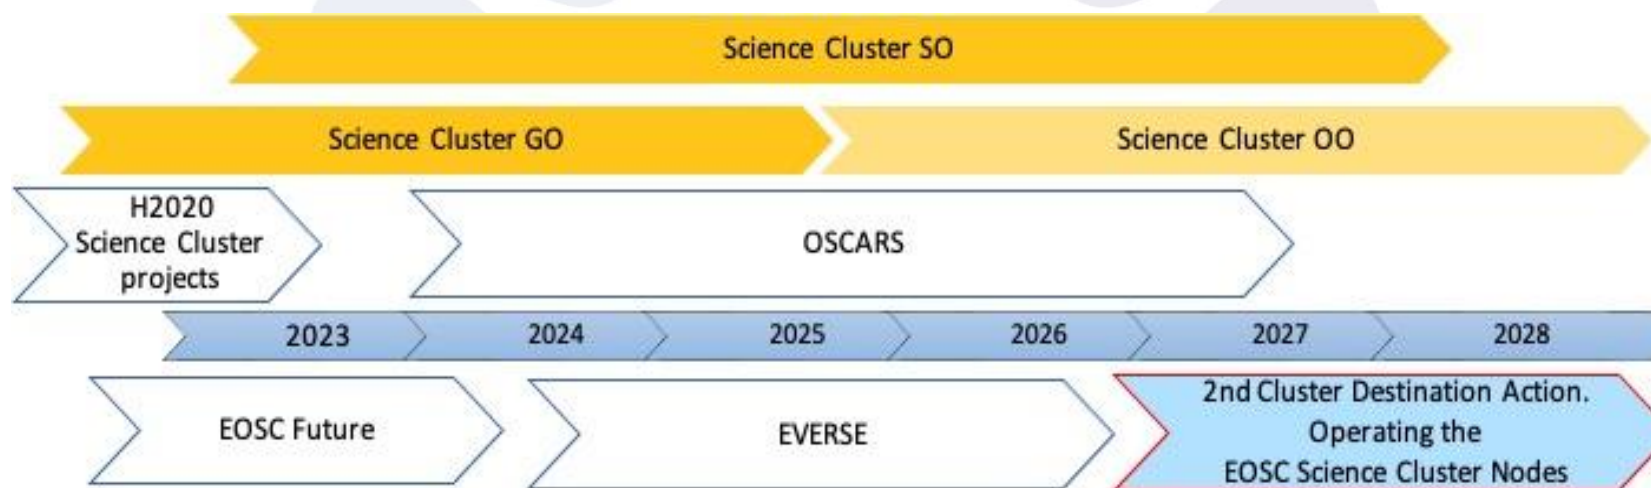 Science Cluster SO
Science Cluster GO
Science Cluster OO
H2020
Science Cluster
projects
OSCARS
2023
2024
2025
2026
2027
2028
EOSC Future
EVERSE
2nd Cluster Destination Action.
Operating the
EOSC Science Cluster Nodes